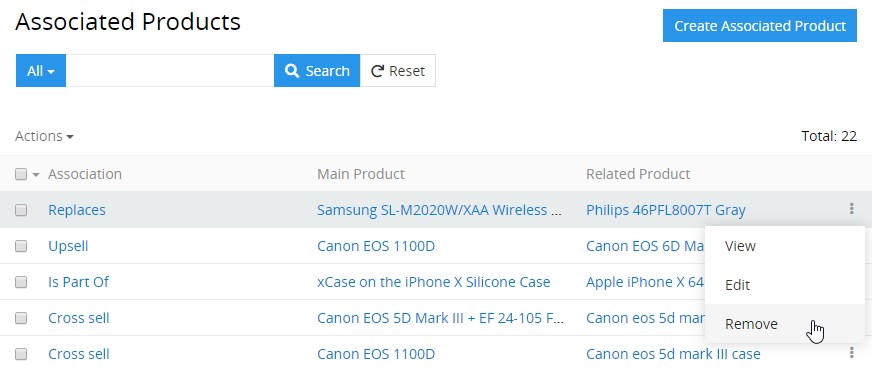 Associated Products Create Associated Product
All Search Reset
Actions Total: 22
Association Main Product Related Product
Replaces Samsung SL-M2020W/XAA Wireless ... Philips 46PFL8007T Gray
Upsell Canon EOS 1100D Canon EOS 6D Ma View
Is Part Of xCase on the iPhone X Silicone Case Apple iPhone X 64 Edit
Cross sell Canon EOS 5D Mark III + EF 24-105 F... Canon eos 5d mar Remove
Cross sell Canon EOS 1100D Canon eos 5d mark III case